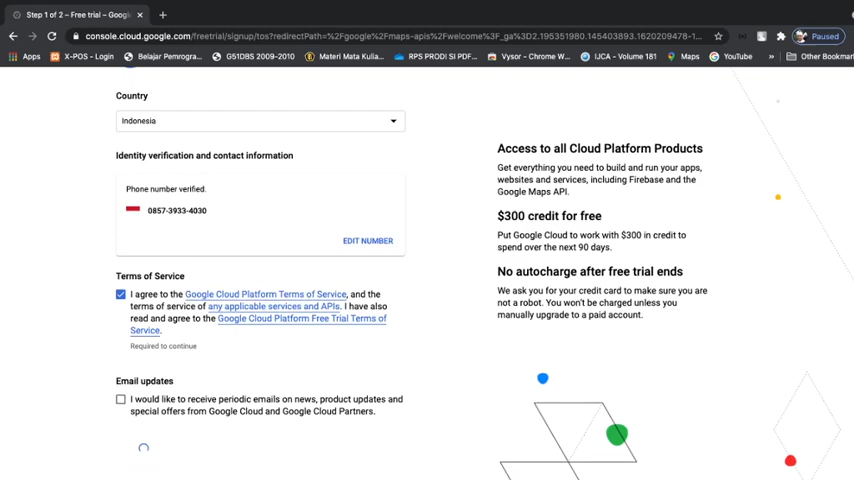 Step 1 of 2 – Free trial – Googl
Paused
console.cloud.google.com/freetrial/signup/tos?redirectPath=%2Fgoogle%2Fmaps-apis%2Fwelcome%3F_ga%3D2.195351980.145403893.1620209478-1...
Apps
X-POS - Login
Belajar Pemrogra...
G51DBS 2009-2010
Materi Mata Kulia...
RPS PRODI SI PDF...
Vysor - Chrome W...
IJCA - Volume 181
Maps
YouTube
»
Other Bookmar
Country
Indonesia
Identity verification and contact information
Phone number verified.
0857-3933-4030
EDIT NUMBER
Terms of Service
I agree to the Google Cloud Platform Terms of Service, and the
terms of service of any applicable services and APIs. I have also
read and agree to the Google Cloud Platform Free Trial Terms of
Service.
Required to continue
Email updates
I would like to receive periodic emails on news, product updates and
special offers from Google Cloud and Google Cloud Partners.
Access to all Cloud Platform Products
Get everything you need to build and run your apps,
websites and services, including Firebase and the
Google Maps API.
$300 credit for free
Put Google Cloud to work with $300 in credit to
spend over the next 90 days.
No autocharge after free trial ends
We ask you for your credit card to make sure you are
not a robot. You won't be charged unless you
manually upgrade to a paid account.